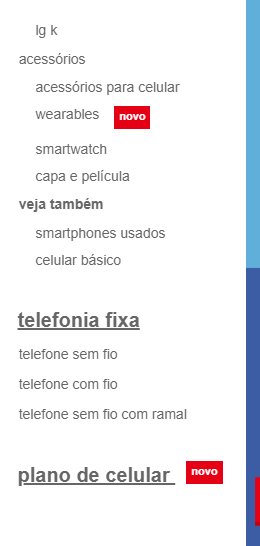 lg k
acessórios
acessórios para celular
wearables novo
smartwatch
capa e película
veja também
smartphones usados
celular básico
telefonia fixa
telefone sem fio
telefone com fio
telefone sem fio com ramal
plano de celular novo